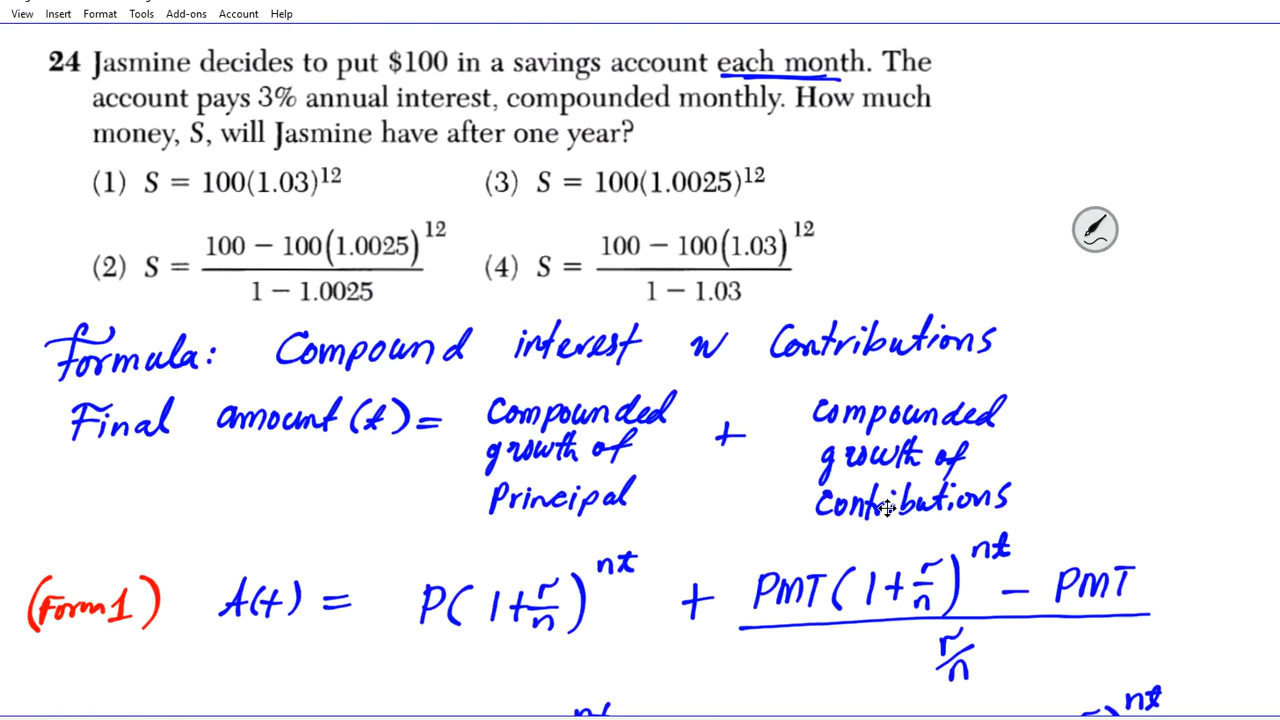 View Insert Format Tools Add-ons Account Help
24 Jasmine decides to put $100 in a savings account each month. The
account pays 3% annual interest, compounded monthly. How much
money, S, will Jasmine have after one year?
(1) S = 100(1.03)^12 (3) S = 100(1.0025)^12
(2) S = (100 − 100(1.0025)^12)/(1 − 1.0025) (4) S = (100 − 100(1.03)^12)/(1 − 1.03)
Formula: Compound interest w Contributions
Final amount (t) = Compounded growth of Principal + compounded growth of contributions
(Form 1) A(t) = P(1 + r/n)^nt + (PMT(1 + r/n)^nt − PMT)/(r/n)
nt